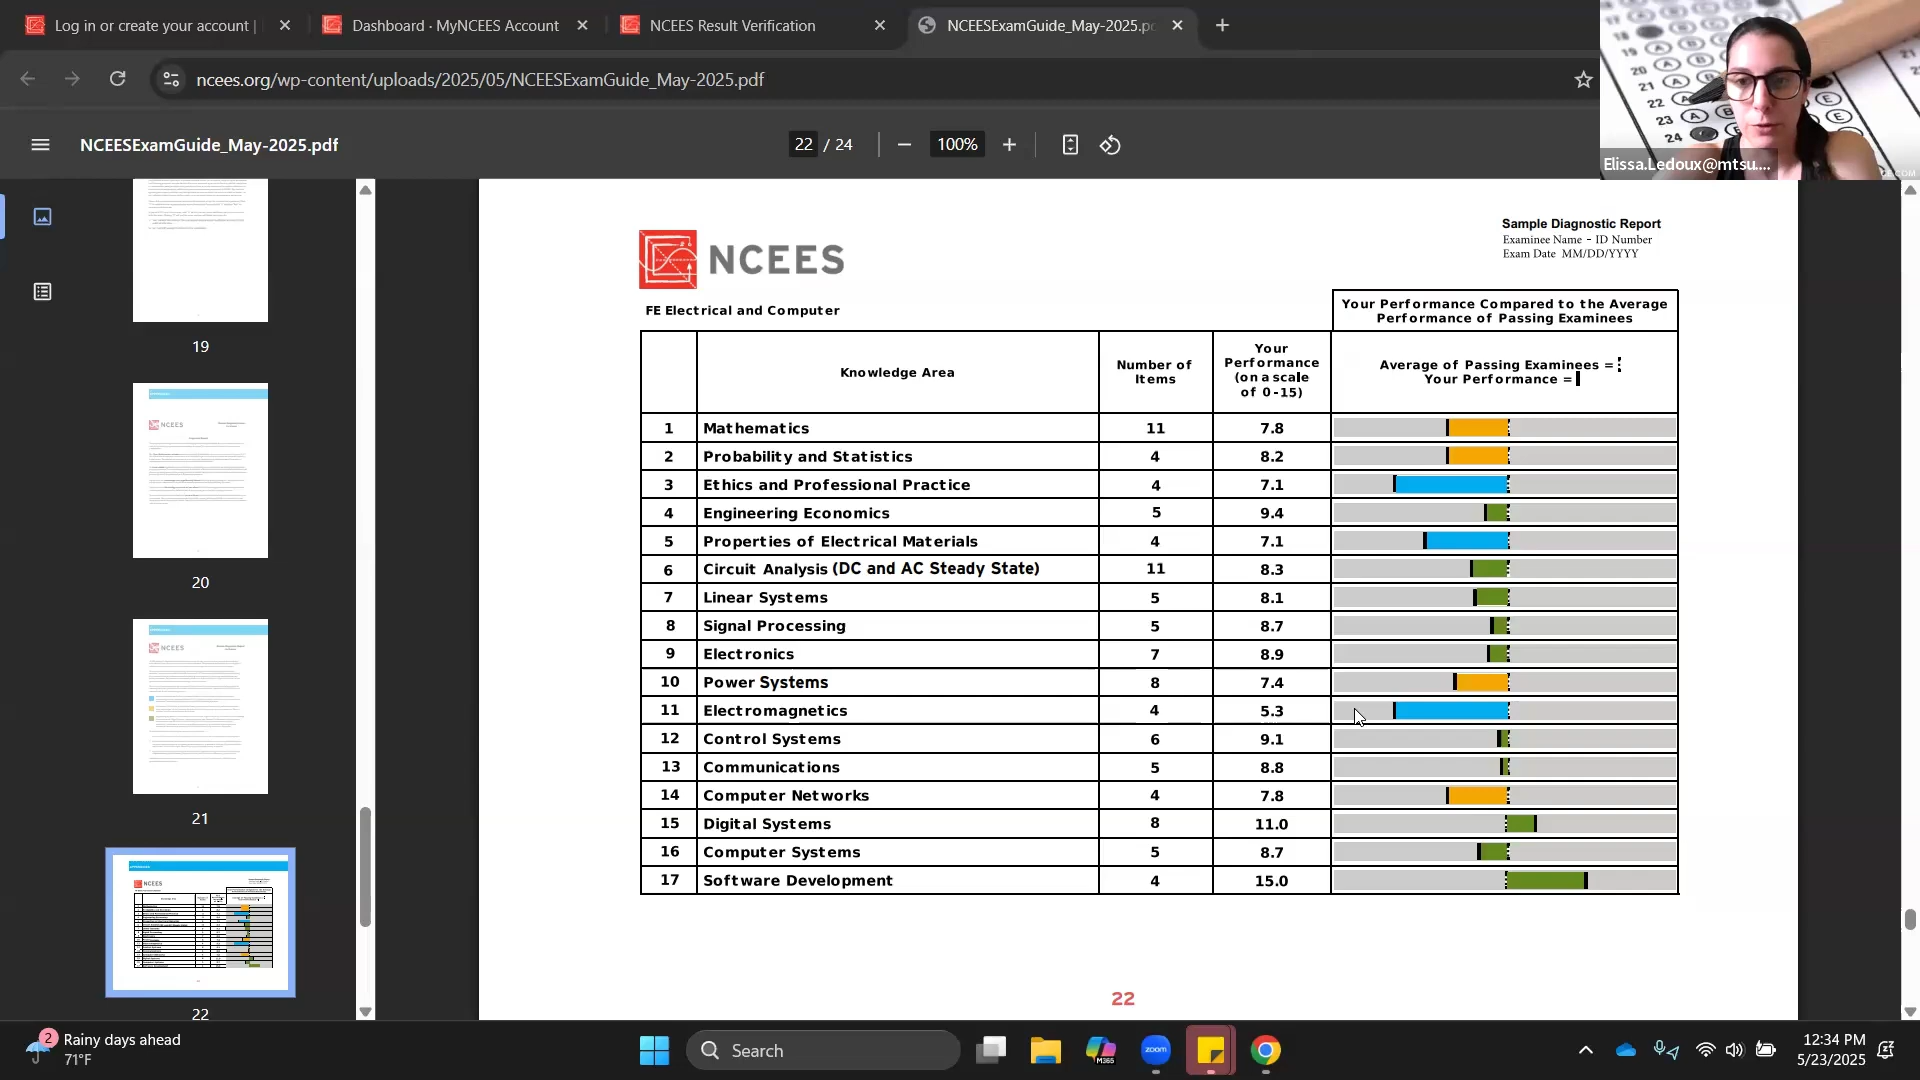 Log in or create your account |
Dashboard · MyNCEES Account
NCEES Result Verification
NCEESExamGuide_May-2025.p
ncees.org/wp-content/uploads/2025/05/NCEESExamGuide_May-2025.pdf
Elissa.Ledoux@mtsu....
NCEESExamGuide_May-2025.pdf
22 / 24
100%
19
20
21
22
NCEES
Sample Diagnostic Report
Examinee Name - ID Number
Exam Date MM/DD/YYYY
FE Electrical and Computer
Your Performance Compared to the Average
Performance of Passing Examinees
Knowledge Area
Number of
Items
Your
Performance
(on a scale
of 0-15)
Average of Passing Examinees =
Your Performance =
1 Mathematics 11 7.8
2 Probability and Statistics 4 8.2
3 Ethics and Professional Practice 4 7.1
4 Engineering Economics 5 9.4
5 Properties of Electrical Materials 4 7.1
6 Circuit Analysis (DC and AC Steady State) 11 8.3
7 Linear Systems 5 8.1
8 Signal Processing 5 8.7
9 Electronics 7 8.9
10 Power Systems 8 7.4
11 Electromagnetics 4 5.3
12 Control Systems 6 9.1
13 Communications 5 8.8
14 Computer Networks 4 7.8
15 Digital Systems 8 11.0
16 Computer Systems 5 8.7
17 Software Development 4 15.0
22
2
Rainy days ahead
71°F
Search
M365
zoom
12:34 PM
5/23/2025